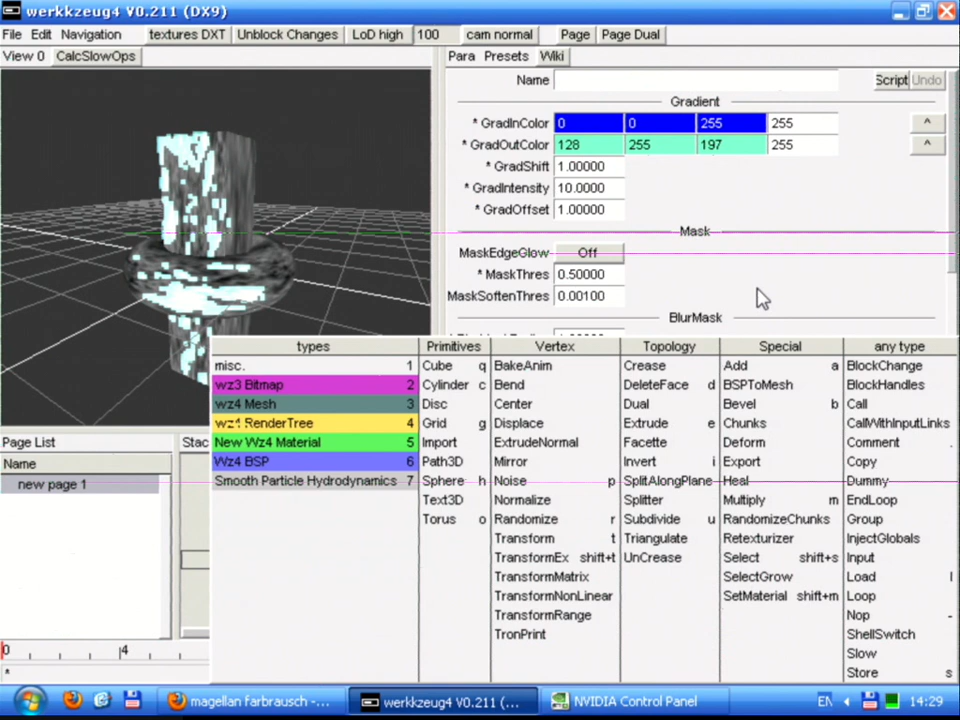 werkkzeug4 V0.211 (DX9)
File Edit Navigation textures DXT Unblock Changes LoD high 100 cam normal Page Page Dual
View 0 CalcSlowOps Para Presets Wiki
Name Script Undo
Gradient
* GradInColor 0 0 255 255 ^
* GradOutColor 128 255 197 255 ^
* GradShift 1.00000
* GradIntensity 10.0000
* GradOffset 1.00000
Mask
MaskEdgeGlow Off
* MaskThres 0.50000
MaskSoftenThres 0.00100
BlurMask
types Primitives Vertex Topology Special any type
misc. 1 Cube q BakeAnim Crease Add a BlockChange
wz3 Bitmap 2 Cylinder c Bend DeleteFace d BSPToMesh BlockHandles
wz4 Mesh 3 Disc Center Dual Bevel b Call
wz4 RenderTree 4 Grid g Displace Extrude e Chunks CallWithInputLinks
Page List Stac New Wz4 Material 5 Import ExtrudeNormal Facette Deform Comment .
Name Wz4 BSP 6 Path3D Mirror Invert i Export Copy
new page 1 Smooth Particle Hydrodynamics 7 Sphere h Noise p SplitAlongPlane Heal Dummy
Text3D Normalize Splitter Multiply m EndLoop
Torus o Randomize r Subdivide u RandomizeChunks Group
Transform t Triangulate Retexturizer InjectGlobals
TransformEx shift+t UnCrease Select shift+s Input
TransformMatrix SelectGrow Load l
TransformNonLinear SetMaterial shift+m Loop
TransformRange Nop -
TronPrint ShellSwitch
0 4 Slow
* Store s
magellan farbrausch -... werkkzeug4 V0.211 (... NVIDIA Control Panel EN 14:29